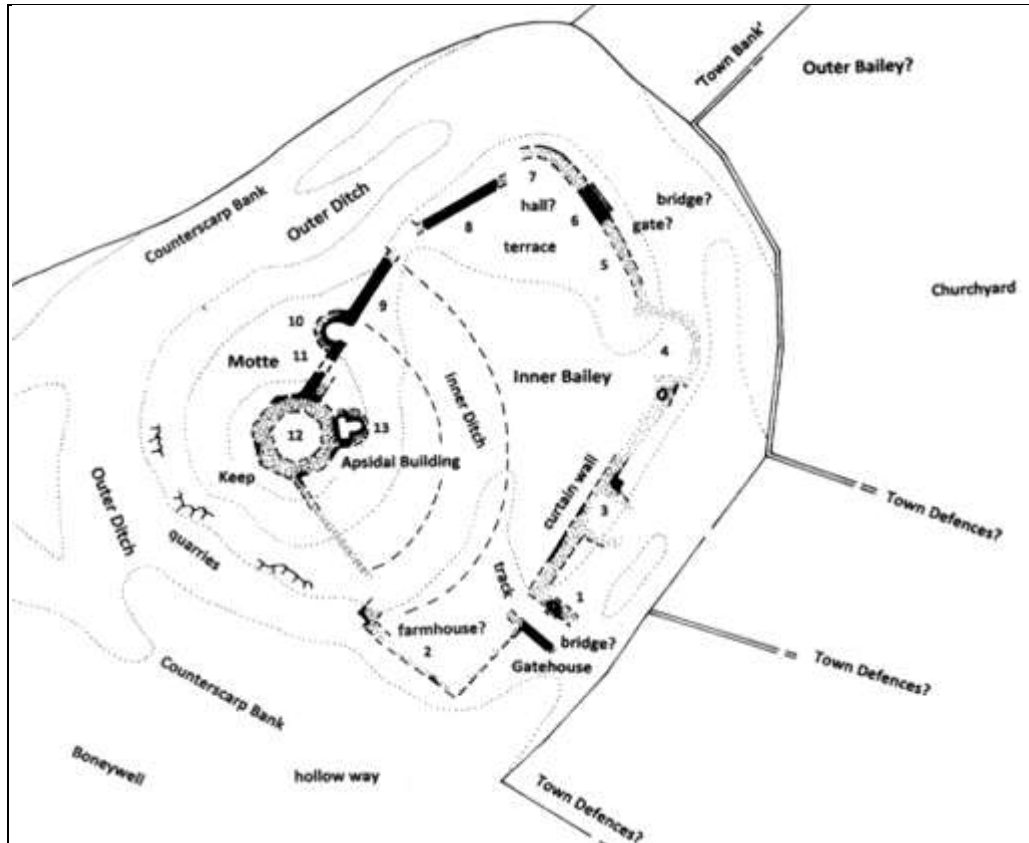 'Town Bank'
Outer Bailey?
Counterscarp Bank
Outer Ditch
7
hall?
6
bridge?
gate?
8
terrace
5
Churchyard
9
10
11
Motte
4
Inner Bailey
Inner Ditch
12
13
Keep
Apsidal Building
curtain wall
3
Outer Ditch
quarries
Town Defences?
track
1
farmhouse?
2
bridge?
Gatehouse
Town Defences?
Counterscarp Bank
Boneywell
hollow way
Town Defences?